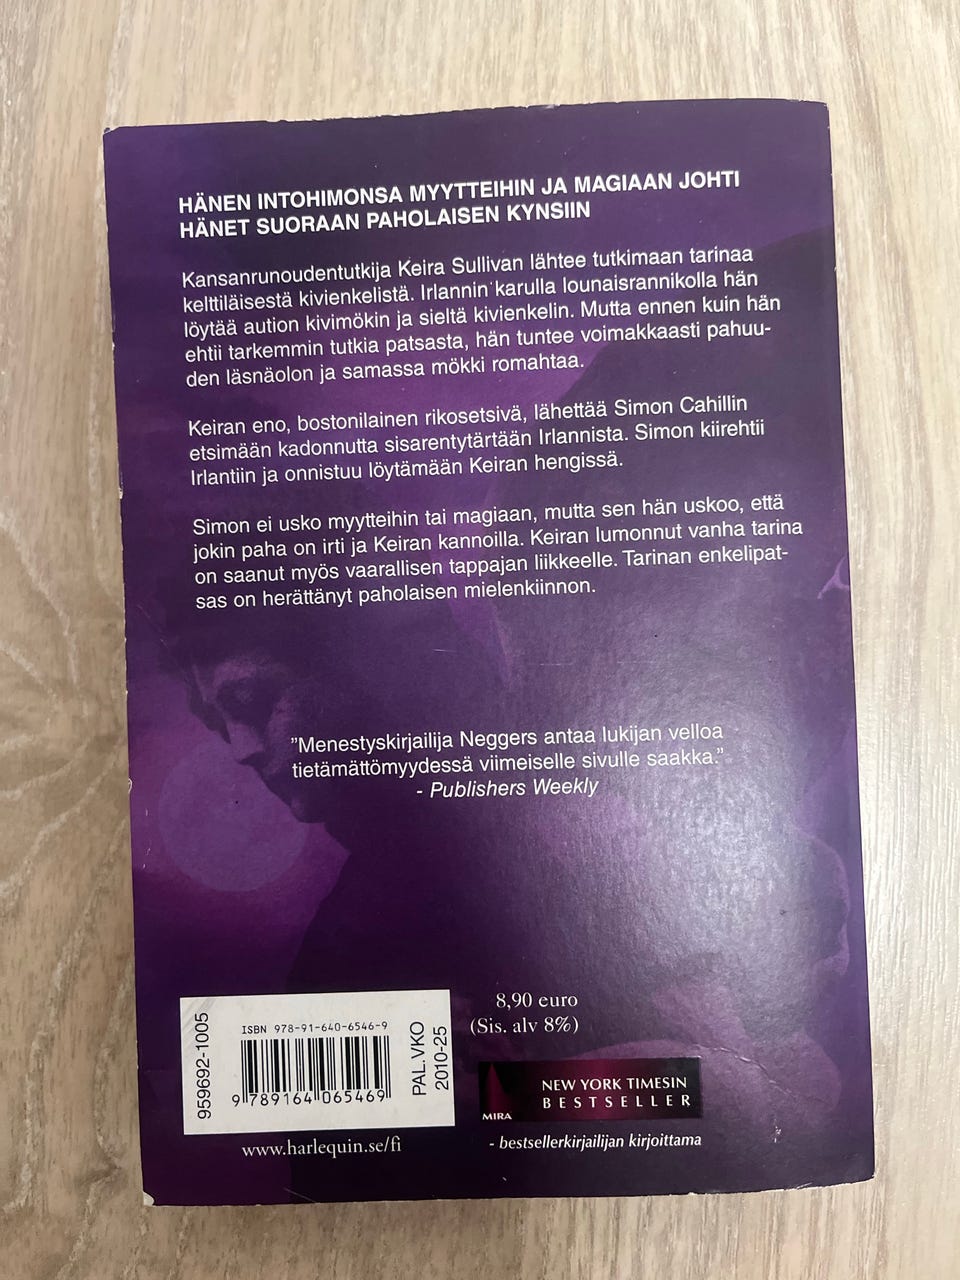 HÄNEN INTOHIMONSA MYYTTEIHIN JA MAGIAAN JOHTI
HÄNET SUORAAN PAHOLAISEN KYNSIIN
Kansanrunoudentutkija Keira Sullivan lähtee tutkimaan tarinaa
kelttiläisestä kivienkelistä. Irlannin karulla lounaisrannikolla hän
löytää aution kivimökin ja sieltä kivienkelin. Mutta ennen kuin hän
ehtii tarkemmin tutkia patsasta, hän tuntee voimakkaasti pahuu-
den läsnäolon ja samassa mökki romahtaa.
Keiran eno, bostonilainen rikosetsivä, lähettää Simon Cahillin
etsimään kadonnutta sisarentytärtään Irlannista. Simon kiirehtii
Irlantiin ja onnistuu löytämään Keiran hengissä.
Simon ei usko myytteihin tai magiaan, mutta sen hän uskoo, että
jokin paha on irti ja Keiran kannoilla. Keiran lumonnut vanha tarina
on saanut myös vaarallisen tappajan liikkeelle. Tarinan enkelipat-
sas on herättänyt paholaisen mielenkiinnon.
"Menestyskirjailija Neggers antaa lukijan velloa
tietämättömyydessä viimeiselle sivulle saakka."
- Publishers Weekly
959692-1005
ISBN 978-91-640-6546-9
9 789164 065469
PAL.VKO
2010-25
www.harlequin.se/fi
8,90 euro
(Sis. alv 8%)
MIRA
NEW YORK TIMESIN
BESTSELLER
- bestsellerkirjailijan kirjoittama